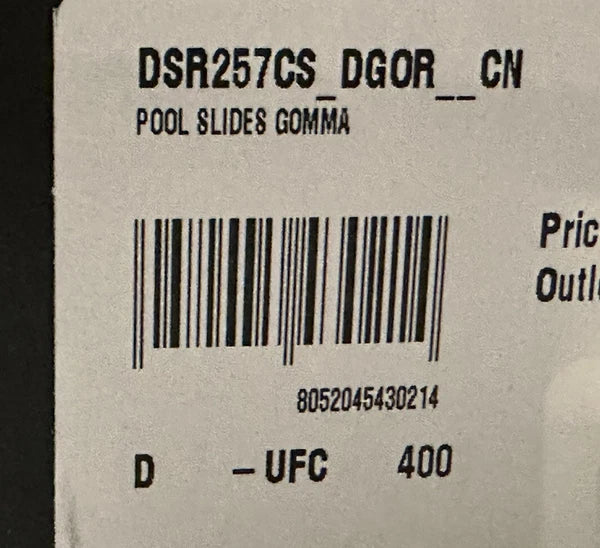 DSR257CS_DGOR__CN
POOL SLIDES GOMMA
Pric
Outl
8052045430214
D – UFC 400